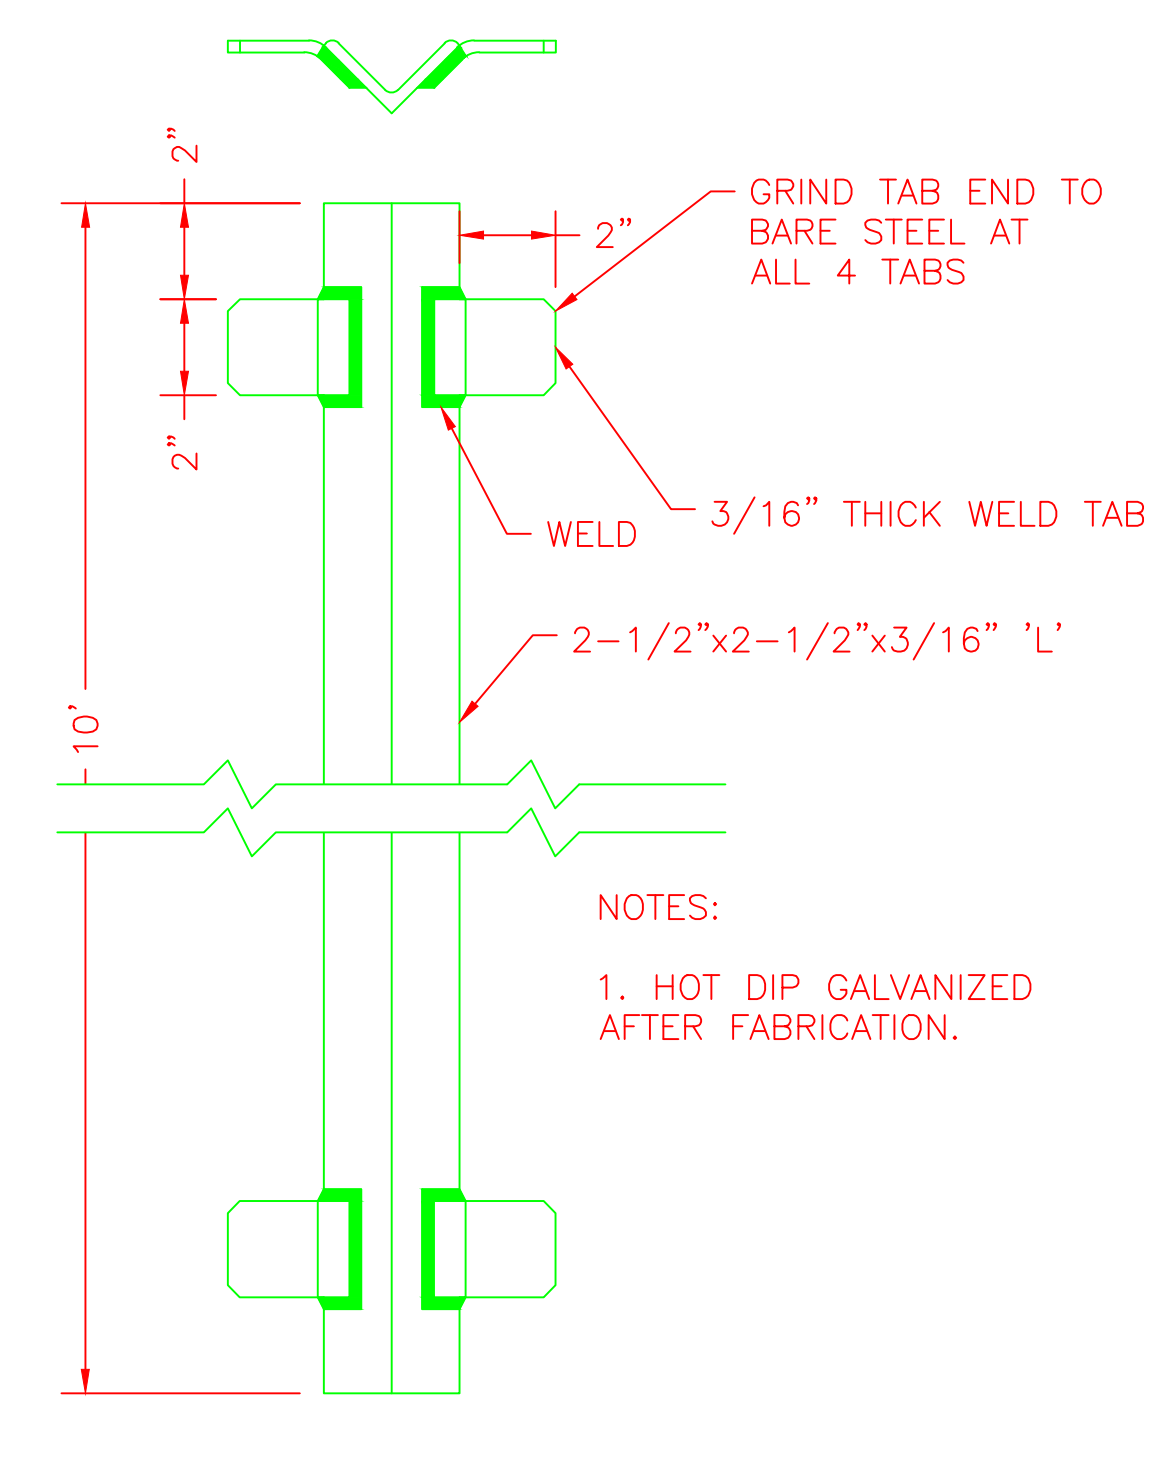 2”
GRIND TAB END TO
BARE STEEL AT
ALL 4 TABS
2”
2”
3/16” THICK WELD TAB
WELD
2-1/2”x2-1/2”x3/16” ’L’
10’
NOTES:
1. HOT DIP GALVANIZED
AFTER FABRICATION.